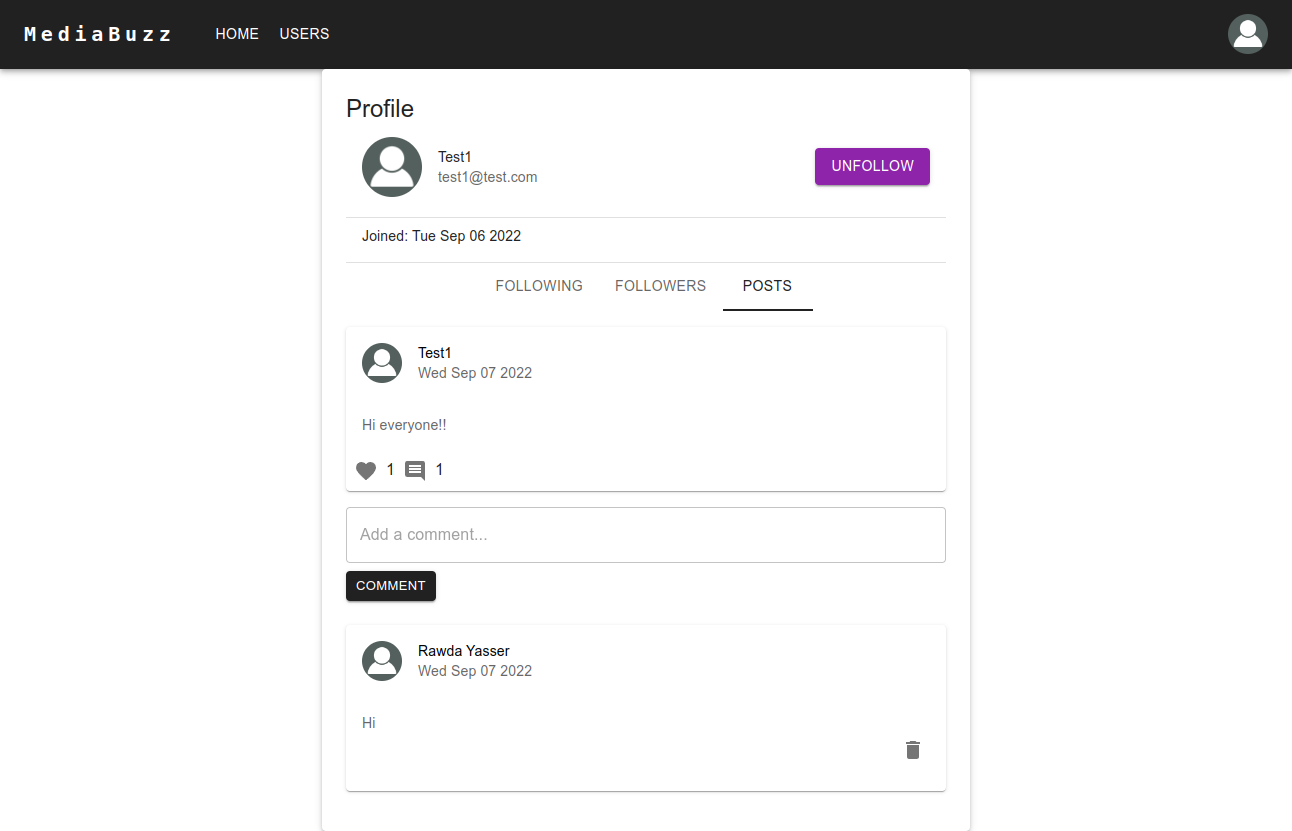 MediaBuzz HOME USERS
Profile
Test1
test1@test.com
UNFOLLOW
Joined: Tue Sep 06 2022
FOLLOWING FOLLOWERS POSTS
Test1
Wed Sep 07 2022
Hi everyone!!
1 1
Add a comment...
COMMENT
Rawda Yasser
Wed Sep 07 2022
Hi